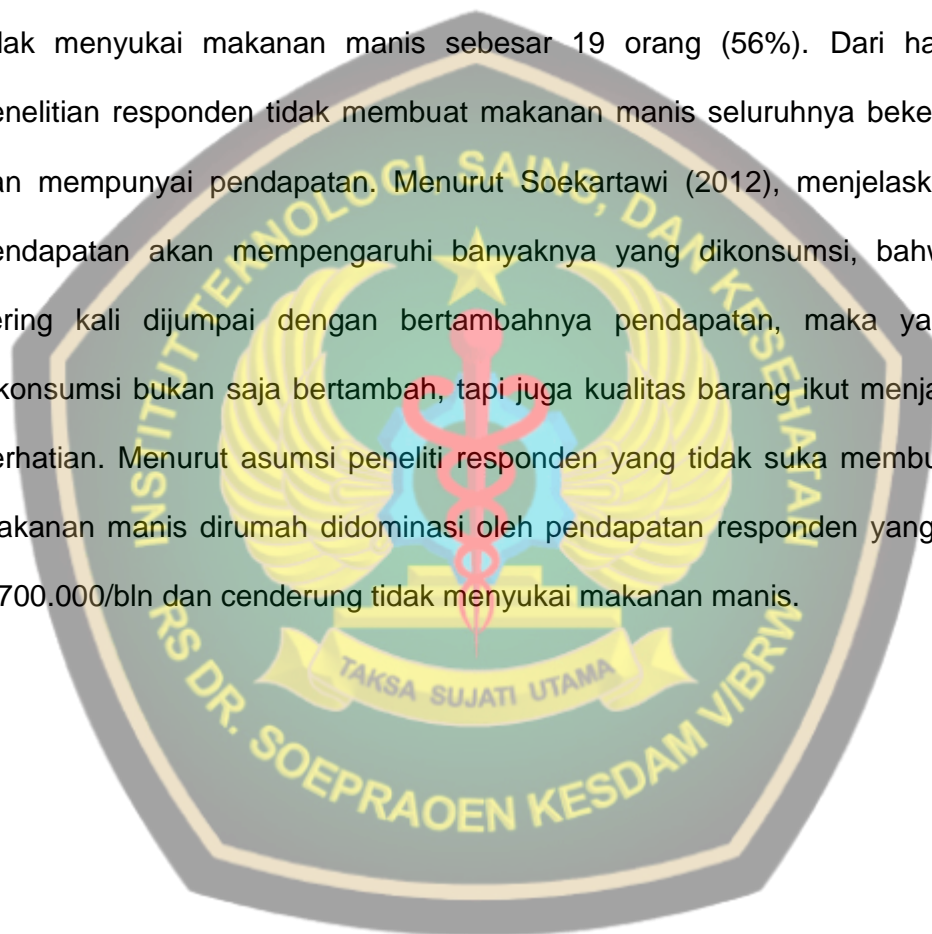 lak menyukai makanan manis sebesar 19 orang (56%). Dari ha
enelitian responden tidak membuat makanan manis seluruhnya beke
an mempunyai pendapatan. Menurut Soekartawi (2012), menjelask
endapatan akan mempengaruhi banyaknya yang dikonsumsi, bahw
ering kali dijumpai dengan bertambahnya pendapatan, maka ya
konsumsi bukan saja bertambah, tapi juga kualitas barang ikut menja
erhatian. Menurut asumsi peneliti responden yang tidak suka membu
akanan manis dirumah didominasi oleh pendapatan responden yang
700.000/bln dan cenderung tidak menyukai makanan manis.
INSTITUT TEKNOLOGI, SAINS, DAN KESEHATAN
TAKSA SUJATI UTAMA
RS DR. SOEPRAOEN KESDAM V/BRW